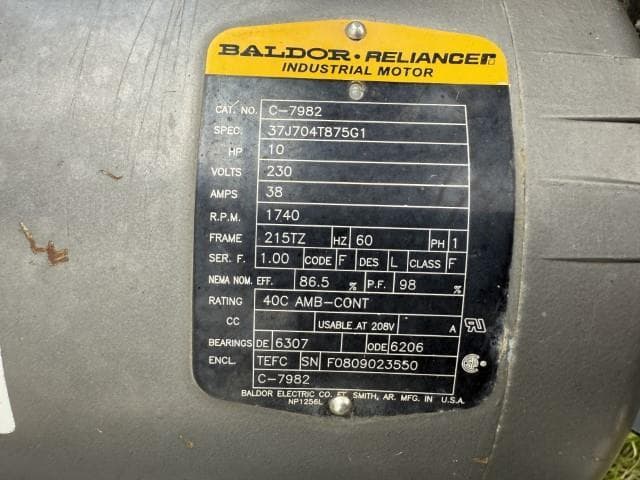 BALDOR · RELIANCE
INDUSTRIAL MOTOR
CAT. NO. C-7982
SPEC. 37J704T875G1
HP 10
VOLTS 230
AMPS 38
R.P.M. 1740
FRAME 215TZ HZ 60 PH 1
SER. F. 1.00 CODE F DES L CLASS F
NEMA NOM. EFF. 86.5 % P.F. 98 %
RATING 40C AMB-CONT
CC USABLE AT 208V A
BEARINGS DE 6307 ODE 6206
ENCL. TEFC SN F0809023550
C-7982
BALDOR ELECTRIC CO. FT. SMITH, AR. MFG. IN U.S.A.
NP1256L